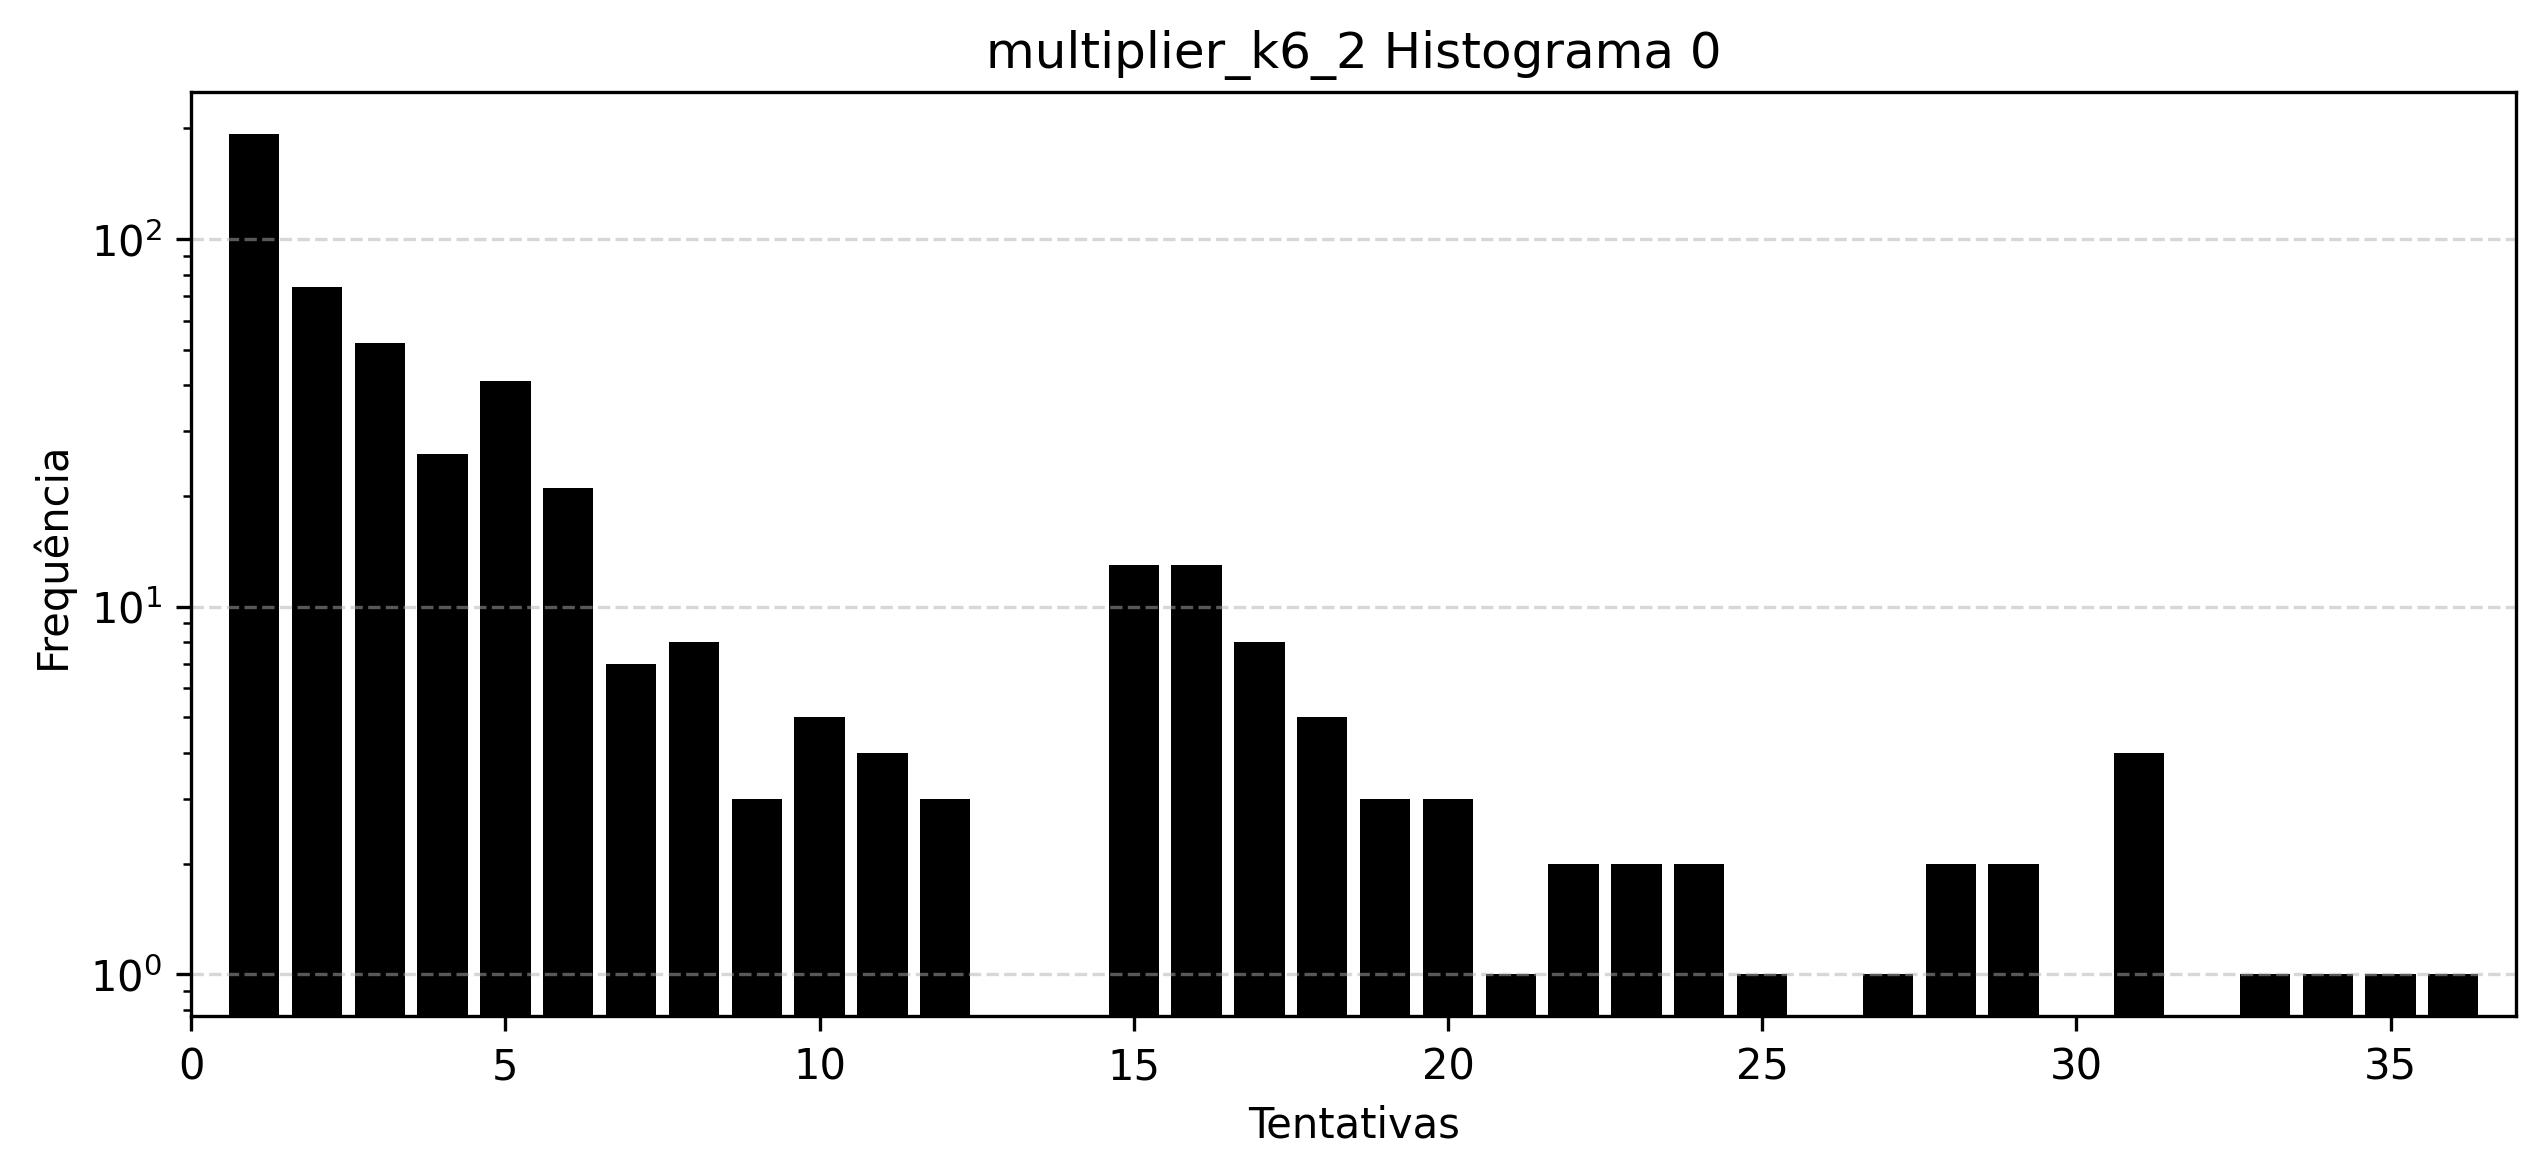 multiplier_k6_2 Histograma 0
Frequência
10²
10¹
10⁰
0 5 10 15 20 25 30 35
Tentativas